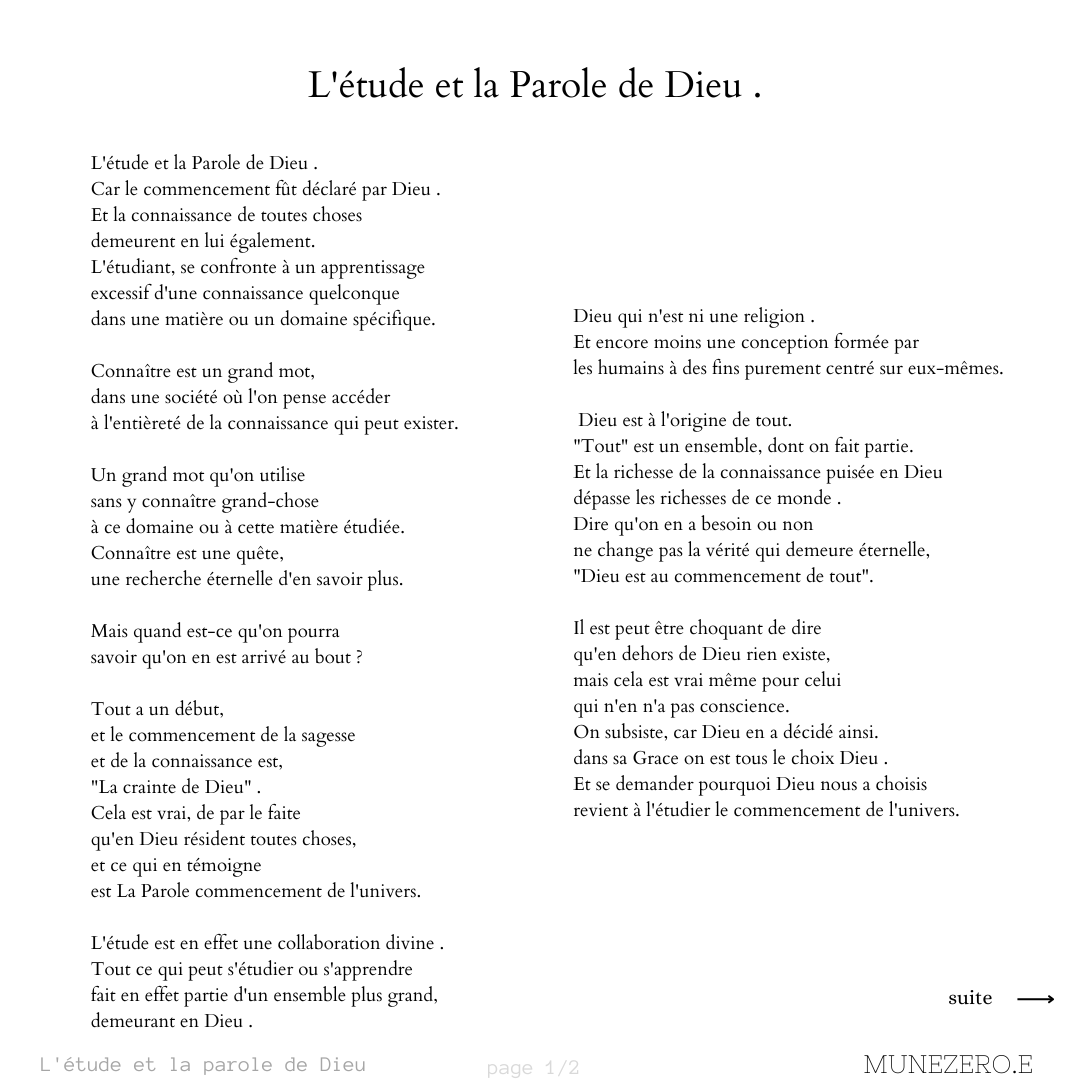 L'étude et la Parole de Dieu .
L'étude et la Parole de Dieu .
Car le commencement fût déclaré par Dieu .
Et la connaissance de toutes choses
demeurent en lui également.
L'étudiant, se confronte à un apprentissage
excessif d'une connaissance quelconque
dans une matière ou un domaine spécifique.
Connaître est un grand mot,
dans une société où l'on pense accéder
à l'entièreté de la connaissance qui peut exister.
Un grand mot qu'on utilise
sans y connaître grand-chose
à ce domaine ou à cette matière étudiée.
Connaître est une quête,
une recherche éternelle d'en savoir plus.
Mais quand est-ce qu'on pourra
savoir qu'on en est arrivé au bout ?
Tout a un début,
et le commencement de la sagesse
et de la connaissance est,
"La crainte de Dieu" .
Cela est vrai, de par le faite
qu'en Dieu résident toutes choses,
et ce qui en témoigne
est La Parole commencement de l'univers.
L'étude est en effet une collaboration divine .
Tout ce qui peut s'étudier ou s'apprendre
fait en effet partie d'un ensemble plus grand,
demeurant en Dieu .
Dieu qui n'est ni une religion .
Et encore moins une conception formée par
les humains à des fins purement centré sur eux-mêmes.
Dieu est à l'origine de tout.
"Tout" est un ensemble, dont on fait partie.
Et la richesse de la connaissance puisée en Dieu
dépasse les richesses de ce monde .
Dire qu'on en a besoin ou non
ne change pas la vérité qui demeure éternelle,
"Dieu est au commencement de tout".
Il est peut être choquant de dire
qu'en dehors de Dieu rien existe,
mais cela est vrai même pour celui
qui n'en n'a pas conscience.
On subsiste, car Dieu en a décidé ainsi.
dans sa Grace on est tous le choix Dieu .
Et se demander pourquoi Dieu nous a choisis
revient à l'étudier le commencement de l'univers.
suite
L'étude et la parole de Dieu
page 1/2
MUNEZERO.E